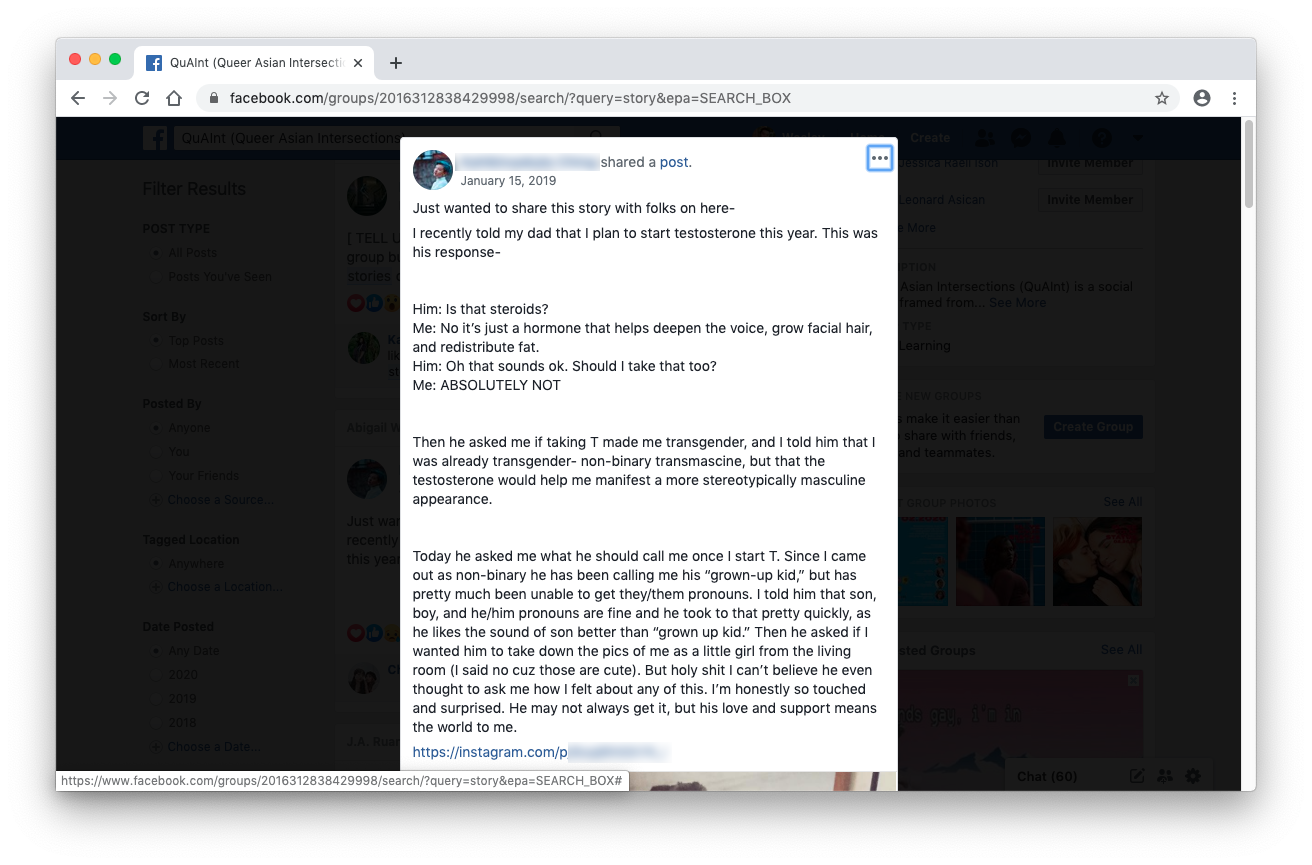 QuAInt (Queer Asian Intersecti
facebook.com/groups/2016312838429998/search/?query=story&epa=SEARCH_BOX
QuAInt (Queer Asian Intersections)
Create
Filter Results
POST TYPE
All Posts
Posts You've Seen
Sort By
Top Posts
Most Recent
Posted By
Anyone
You
Your Friends
Choose a Source...
Tagged Location
Anywhere
Choose a Location...
Date Posted
Any Date
2020
2019
2018
Choose a Date...
[ TELL U
group bu
stories
Abigail W
Just wan
recently
this year
shared a post.
January 15, 2019
Just wanted to share this story with folks on here-
I recently told my dad that I plan to start testosterone this year. This was
his response-
Him: Is that steroids?
Me: No it’s just a hormone that helps deepen the voice, grow facial hair,
and redistribute fat.
Him: Oh that sounds ok. Should I take that too?
Me: ABSOLUTELY NOT
Then he asked me if taking T made me transgender, and I told him that I
was already transgender- non-binary transmascine, but that the
testosterone would help me manifest a more stereotypically masculine
appearance.
Today he asked me what he should call me once I start T. Since I came
out as non-binary he has been calling me his “grown-up kid,” but has
pretty much been unable to get they/them pronouns. I told him that son,
boy, and he/him pronouns are fine and he took to that pretty quickly, as
he likes the sound of son better than “grown up kid.” Then he asked if I
wanted him to take down the pics of me as a little girl from the living
room (I said no cuz those are cute). But holy shit I can’t believe he even
thought to ask me how I felt about any of this. I’m honestly so touched
and surprised. He may not always get it, but his love and support means
the world to me.
https://instagram.com/p
Invite Member
Leonard Asican
Invite Member
e More
IPTION
Asian Intersections (QuAInt) is a social
framed from... See More
TYPE
Learning
E NEW GROUPS
s make it easier than
share with friends,
and teammates.
Create Group
T GROUP PHOTOS
See All
sted Groups
See All
Chat (60)
https://www.facebook.com/groups/2016312838429998/search/?query=story&epa=SEARCH_BOX#